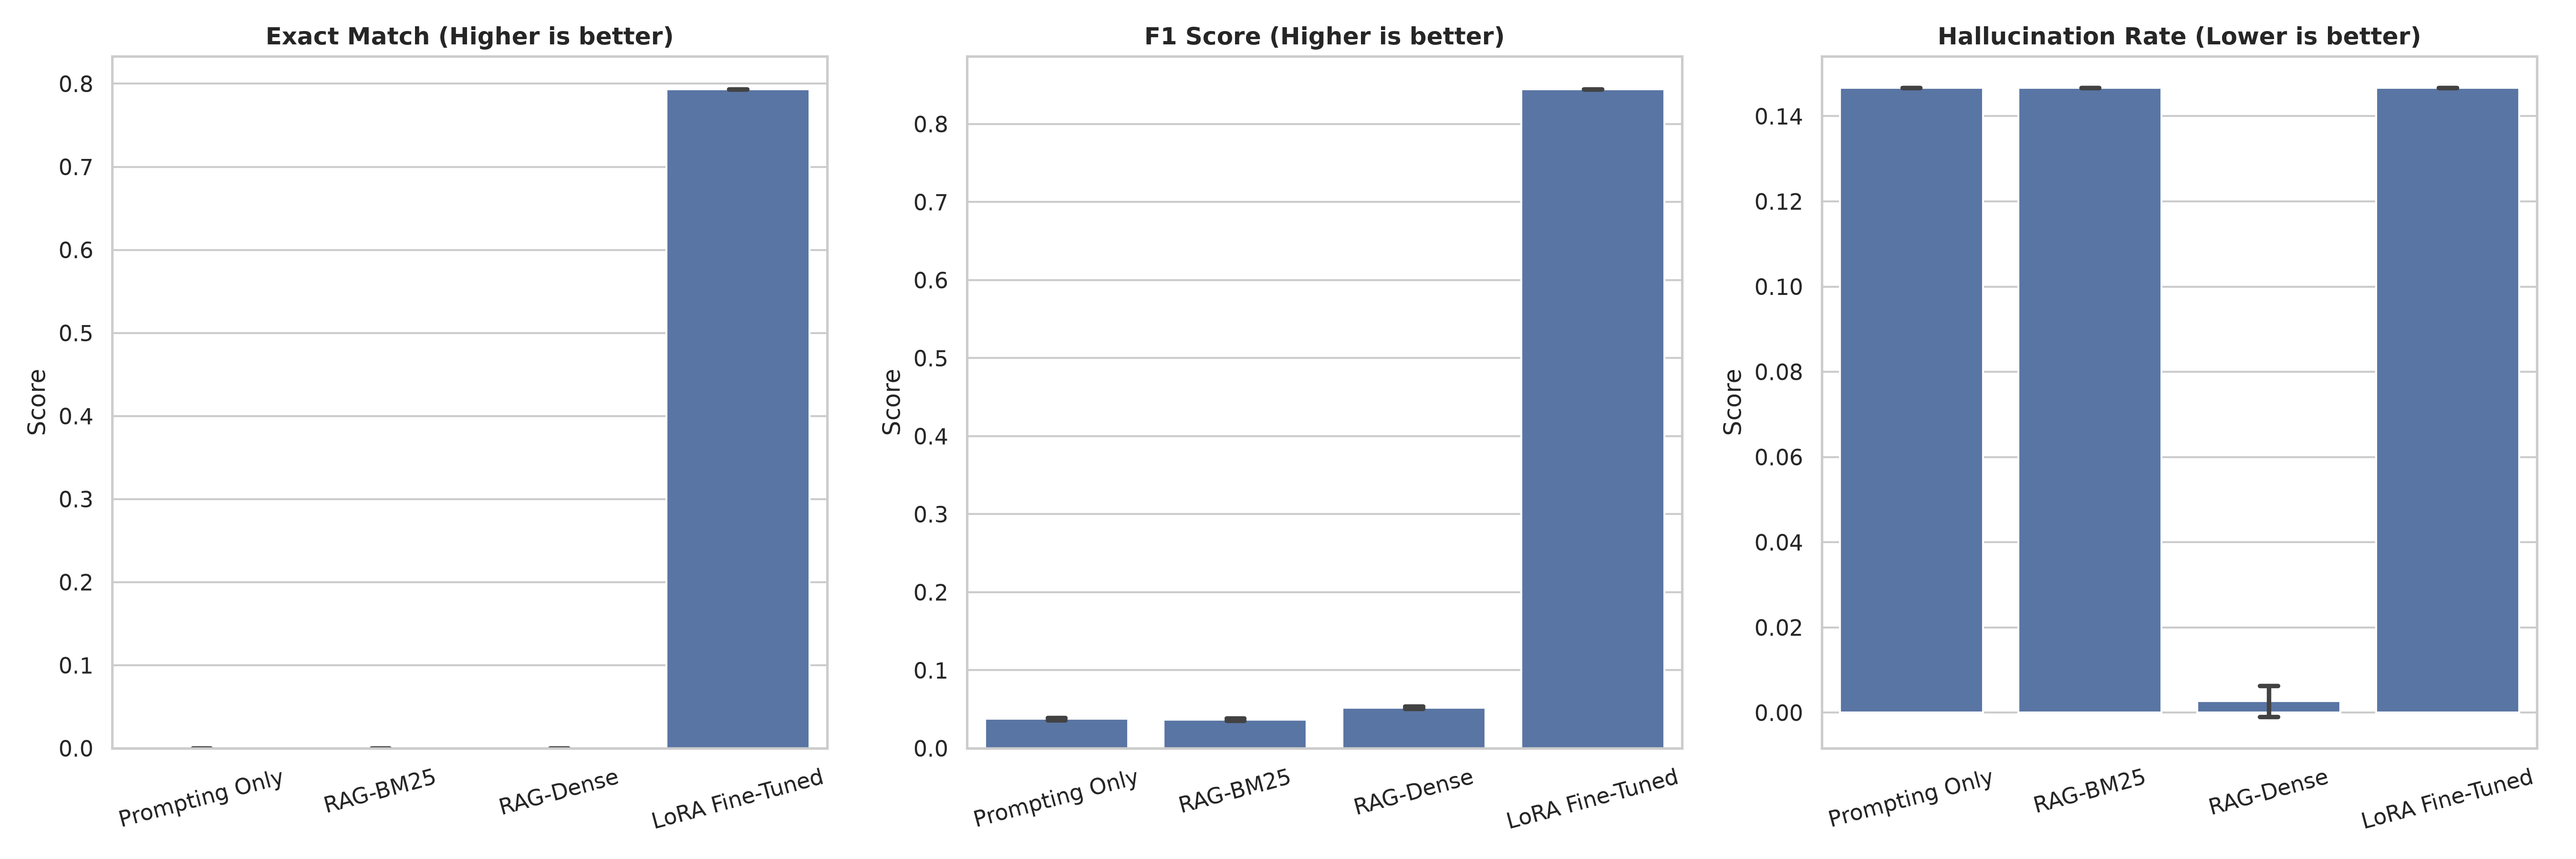 Exact Match (Higher is better)
Score
0.8
0.7
0.6
0.5
0.4
0.3
0.2
0.1
0.0
Prompting Only
RAG-BM25
RAG-Dense
LoRA Fine-Tuned
F1 Score (Higher is better)
Score
0.8
0.7
0.6
0.5
0.4
0.3
0.2
0.1
0.0
Prompting Only
RAG-BM25
RAG-Dense
LoRA Fine-Tuned
Hallucination Rate (Lower is better)
Score
0.14
0.12
0.10
0.08
0.06
0.04
0.02
0.00
Prompting Only
RAG-BM25
RAG-Dense
LoRA Fine-Tuned